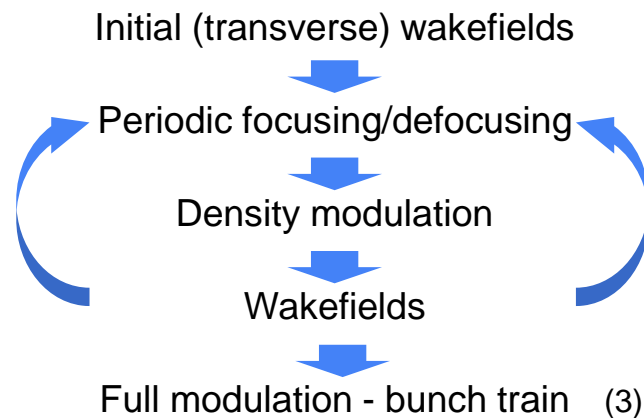 Initial (transverse) wakefields
Periodic focusing/defocusing
Density modulation
Wakefields
Full modulation - bunch train (3)